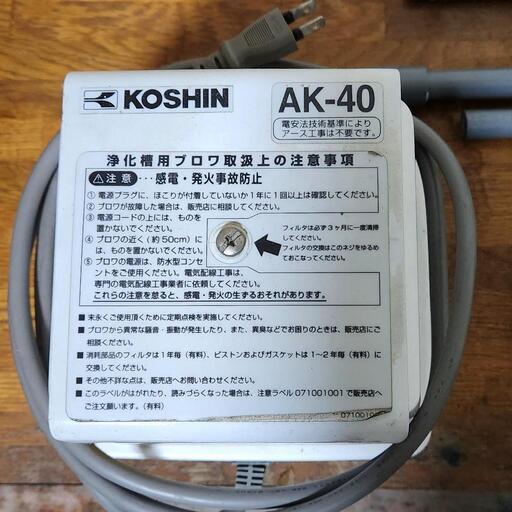 KOSHIN
AK-40
電安法技術基準により
アース工事は不要です。
浄化槽用ブロワ取扱上の注意事項
⚠注意…感電・発火事故防止
① 電源プラグに、ほこりが付着していないか1年に1回以上は確認してください。
② ブロワが故障した場合は、販売店に相談してください。
③ 電源コードの上には、ものを
置かないでください。
④ ブロワの近く(約50cm)に
は、ものを置かないでください。
⑤ ブロワの電源は、防水型コンセ
ントをご使用ください。電気配線工事は、
専門の電気配線工事業者に依頼してください。
これらの注意を怠ると、感電・発火の生ずるおそれがあります。
フィルタは必ず3ヶ月に一度清掃
してください。
フィルタの交換はこのネジをゆるめ
ておこなってください。
■ 末永くご使用頂くために定期点検を実施してください。
■ ブロワから異常な騒音・振動が発生したり、また、異臭などでお困りのときは、販売店にご相談ください。
■ 消耗部品のフィルタは1年毎(有料)、ピストンおよびガスケットは1~2年毎(有料)に
交換してください。
■ その他不詳な点は、販売店へお問い合わせください。
■ このラベルがはがれたり、読みづらくなった場合は、注意ラベル071001001で販売店へ
ご注文願います。(有料)